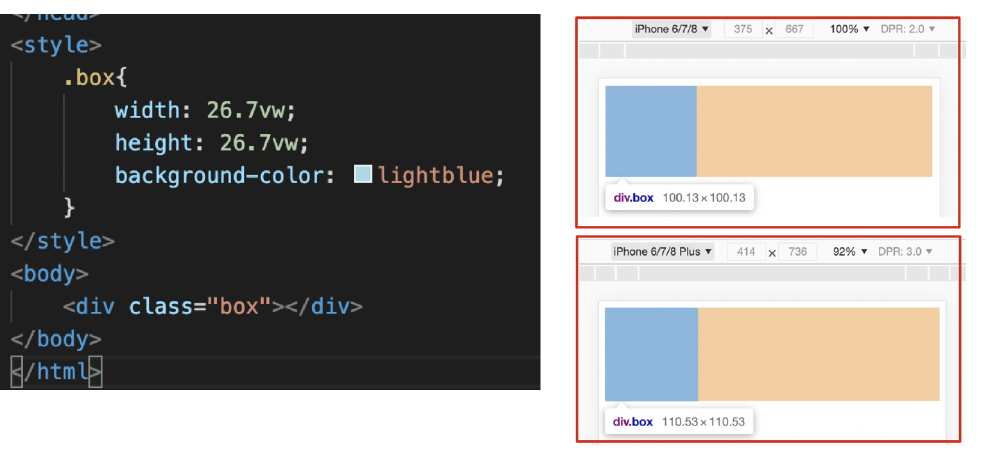 </head>
<style>
.box{
width: 26.7vw;
height: 26.7vw;
background-color: lightblue;
}
</style>
<body>
<div class="box"></div>
</body>
</html>
iPhone 6/7/8 ▼ 375 × 667 100% ▼ DPR: 2.0 ▼
div.box 100.13 × 100.13
iPhone 6/7/8 Plus ▼ 414 × 736 92% ▼ DPR: 3.0 ▼
div.box 110.53 × 110.53